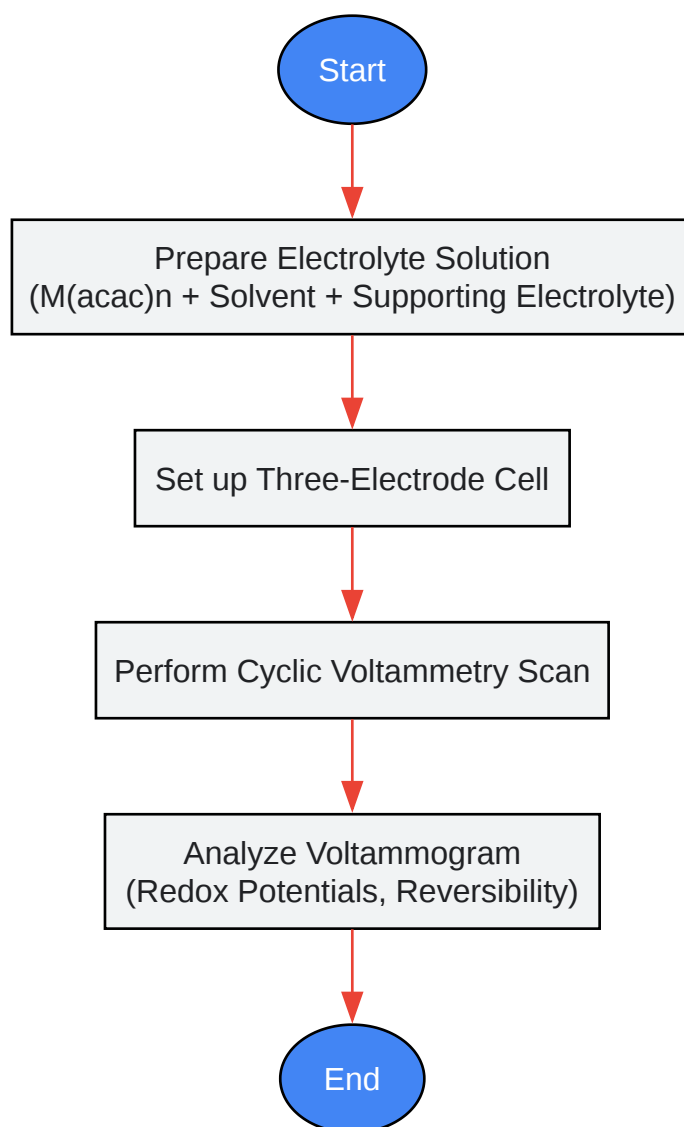 Start
Prepare Electrolyte Solution
(M(acac)n + Solvent + Supporting Electrolyte)
Set up Three-Electrode Cell
Perform Cyclic Voltammetry Scan
Analyze Voltammogram
(Redox Potentials, Reversibility)
End